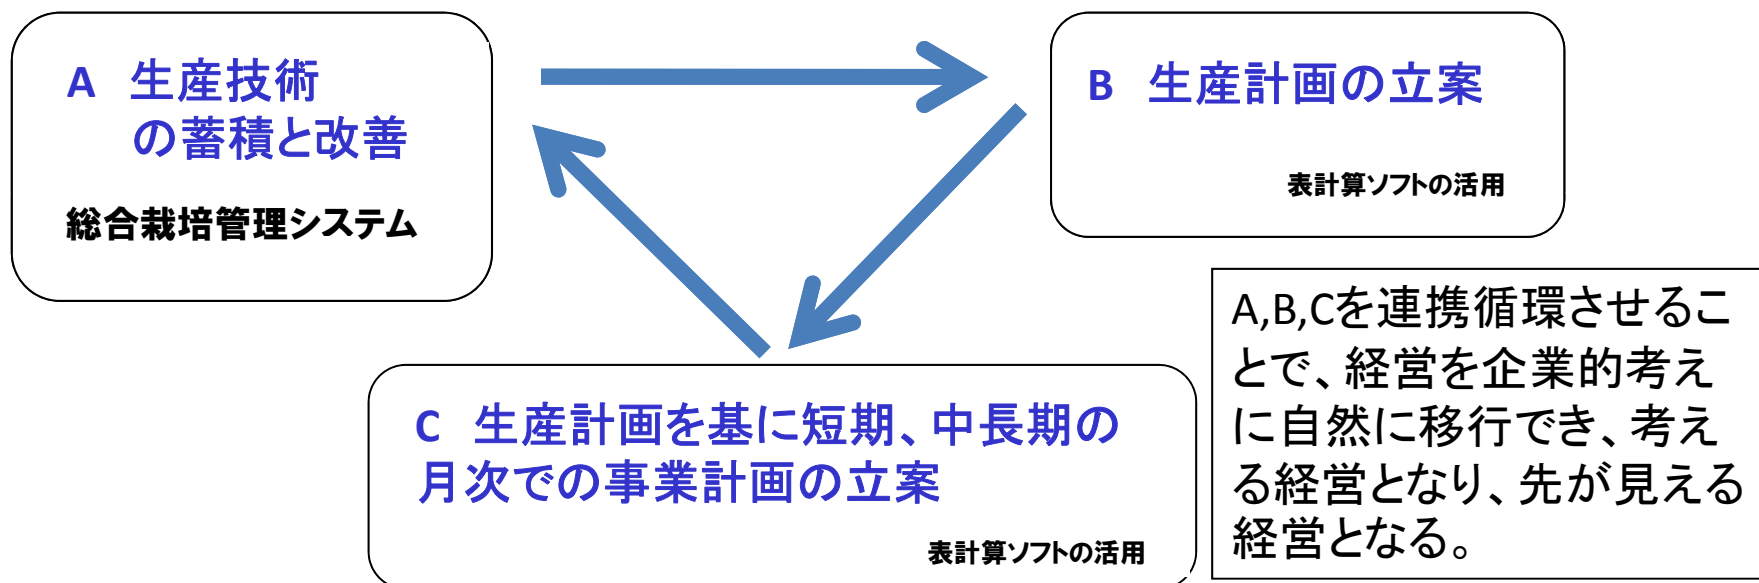 A 生産技術
の蓄積と改善
総合栽培管理システム
B 生産計画の立案
表計算ソフトの活用
C 生産計画を基に短期、中長期の
月次での事業計画の立案
表計算ソフトの活用
A,B,Cを連携循環させるこ
とで、経営を企業的考え
に自然に移行でき、考え
る経営となり、先が見える
経営となる。